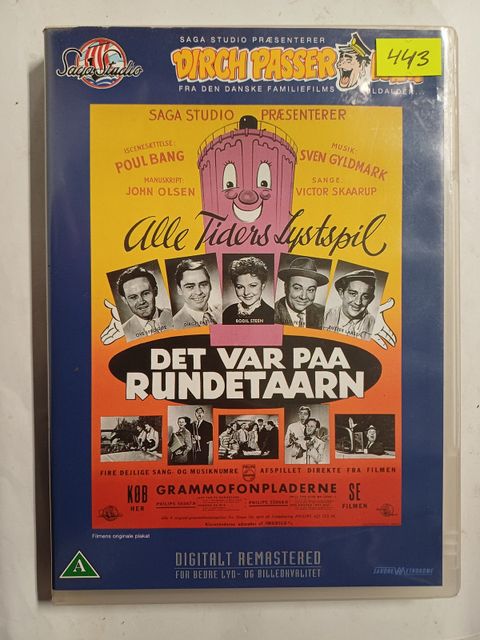 SAGA STUDIO PRÆSENTERER
Saga Studio
DIRCH PASSER
443
FRA DEN DANSKE FAMILIEFILMS
LDALDER...
SAGA STUDIO PRÆSENTERER
ISCENESÆTTELSE:
POUL BANG
MUSIK:
SVEN GYLDMARK
MANUSKRIPT:
JOHN OLSEN
SANGE:
VICTOR SKAARUP
Alle Tiders Lystspil
BODIL STEEN
DET VAR PAA
RUNDETAARN
FIRE DEJLIGE SANG- OG MUSIKNUMRE
AFSPILLET DIREKTE FRA FILMEN
KØB
HER
GRAMMOFONPLADERNE
SE
FILMEN
Filmens originale plakat
A
DIGITALT REMASTERED
FOR BEDRE LYD- OG BILLEDKVALITET
SANDREW METRONOME